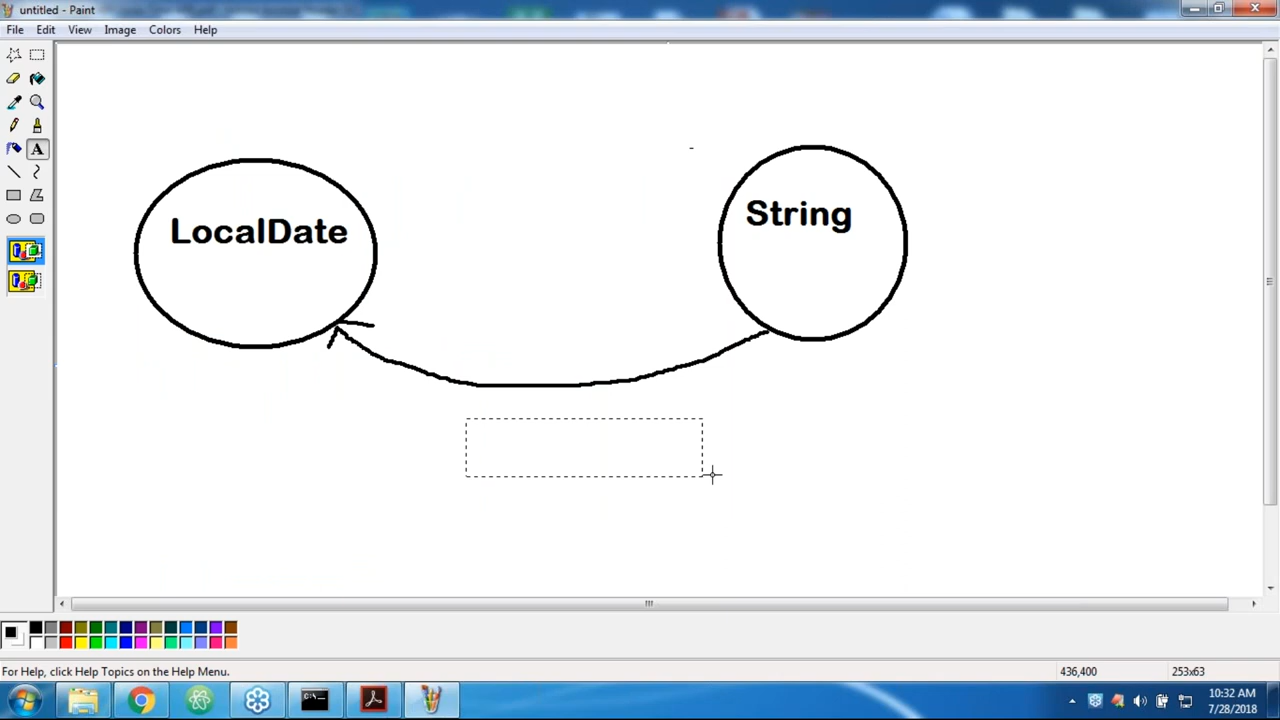 untitled - Paint
File Edit View Image Colors Help
A
LocalDate
String
For Help, click Help Topics on the Help Menu.
436,400
253x63
C:\_
10:32 AM
7/28/2018